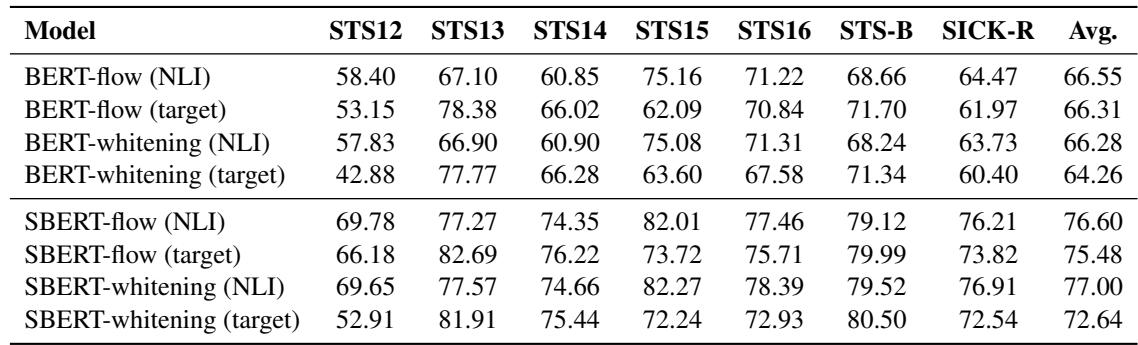 Model STS12 STS13 STS14 STS15 STS16 STS-B SICK-R Avg.
BERT-flow (NLI) 58.40 67.10 60.85 75.16 71.22 68.66 64.47 66.55
BERT-flow (target) 53.15 78.38 66.02 62.09 70.84 71.70 61.97 66.31
BERT-whitening (NLI) 57.83 66.90 60.90 75.08 71.31 68.24 63.73 66.28
BERT-whitening (target) 42.88 77.77 66.28 63.60 67.58 71.34 60.40 64.26
SBERT-flow (NLI) 69.78 77.27 74.35 82.01 77.46 79.12 76.21 76.60
SBERT-flow (target) 66.18 82.69 76.22 73.72 75.71 79.99 73.82 75.48
SBERT-whitening (NLI) 69.65 77.57 74.66 82.27 78.39 79.52 76.91 77.00
SBERT-whitening (target) 52.91 81.91 75.44 72.24 72.93 80.50 72.54 72.64